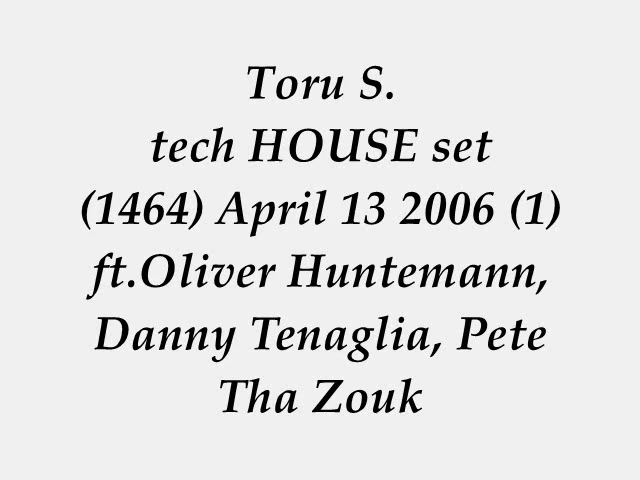 Toru S.
tech HOUSE set
(1464) April 13 2006 (1)
ft.Oliver Huntemann,
Danny Tenaglia, Pete
Tha Zouk